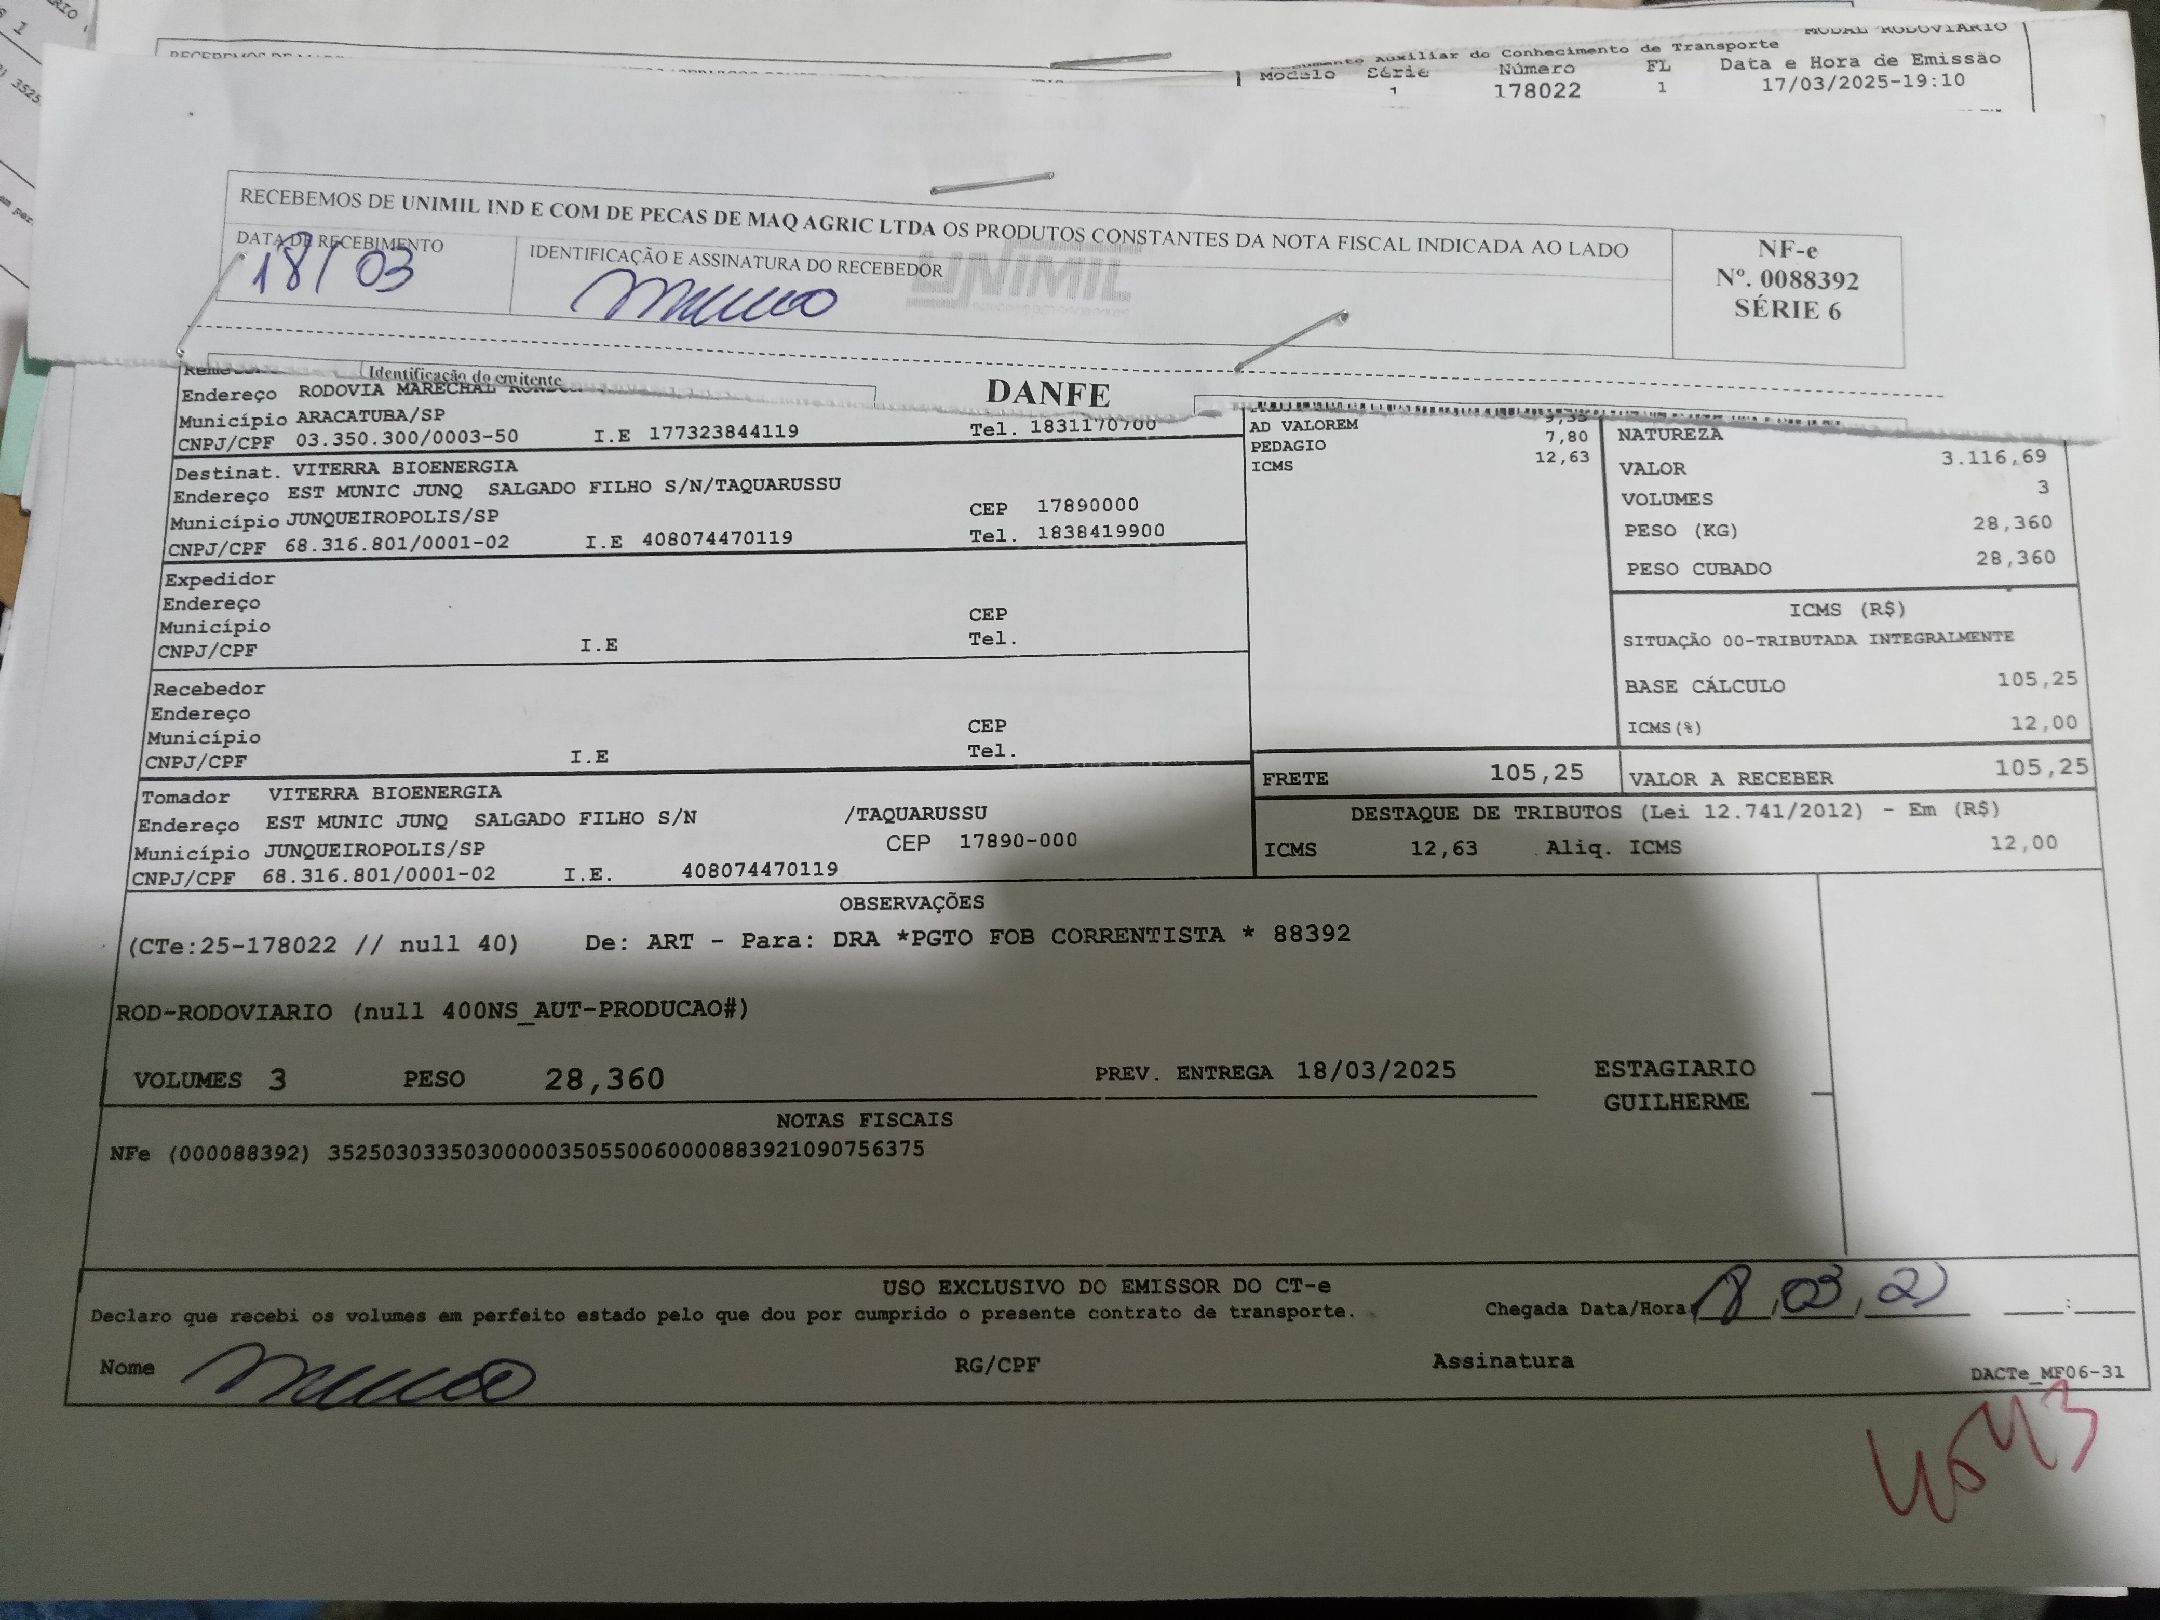 MODAL RODOVIARIO
Auxiliar do Conhecimento de Transporte
Modelo Série Número FL Data e Hora de Emissão
1 178022 1 17/03/2025-19:10
RECEBEMOS DE UNIMIL IND E COM DE PECAS DE MAQ AGRIC LTDA OS PRODUTOS CONSTANTES DA NOTA FISCAL INDICADA AO LADO
DATA DE RECEBIMENTO
18/03
IDENTIFICAÇÃO E ASSINATURA DO RECEBEDOR
UNIMIL
NF-e
Nº. 0088392
SÉRIE 6
Identificação do emitente
DANFE
Endereço RODOVIA MARECHAL
Município ARACATUBA/SP
CNPJ/CPF 03.350.300/0003-50 I.E 177323844119 Tel. 1831170700
Destinat. VITERRA BIOENERGIA
Endereço EST MUNIC JUNQ SALGADO FILHO S/N/TAQUARUSSU
Município JUNQUEIROPOLIS/SP CEP 17890000
CNPJ/CPF 68.316.801/0001-02 I.E 408074470119 Tel. 1838419900
Expedidor
Endereço
Município CEP
CNPJ/CPF I.E Tel.
Recebedor
Endereço
Município CEP
CNPJ/CPF I.E Tel.
Tomador VITERRA BIOENERGIA
Endereço EST MUNIC JUNQ SALGADO FILHO S/N /TAQUARUSSU
Município JUNQUEIROPOLIS/SP CEP 17890-000
CNPJ/CPF 68.316.801/0001-02 I.E. 408074470119
AD VALOREM 9,35
PEDAGIO 7,80
ICMS 12,63
NATUREZA
VALOR 3.116,69
VOLUMES 3
PESO (KG) 28,360
PESO CUBADO 28,360
ICMS (R$)
SITUAÇÃO 00-TRIBUTADA INTEGRALMENTE
BASE CÁLCULO 105,25
ICMS(%) 12,00
FRETE 105,25 VALOR A RECEBER 105,25
DESTAQUE DE TRIBUTOS (Lei 12.741/2012) - Em (R$)
ICMS 12,63 Aliq. ICMS 12,00
OBSERVAÇÕES
(CTe:25-178022 // null 40) De: ART - Para: DRA *PGTO FOB CORRENTISTA * 88392
ROD-RODOVIARIO (null 400NS_AUT-PRODUCAO#)
VOLUMES 3 PESO 28,360 PREV. ENTREGA 18/03/2025 ESTAGIARIO
GUILHERME
NOTAS FISCAIS
NFe (000088392) 35250303350300000350550060000883921090756375
USO EXCLUSIVO DO EMISSOR DO CT-e
Declaro que recebi os volumes em perfeito estado pelo que dou por cumprido o presente contrato de transporte. Chegada Data/Hora 18,03,25 __:__
Nome RG/CPF Assinatura
DACTe_MF06-31